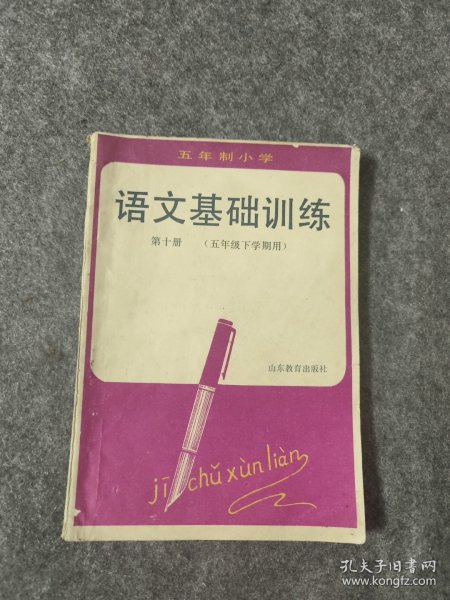 五年制小学
语文基础训练
第十册 （五年级下学期用）
山东教育出版社
jī chǔ xùn liàn
孔夫子旧书网
www.kongfz.com